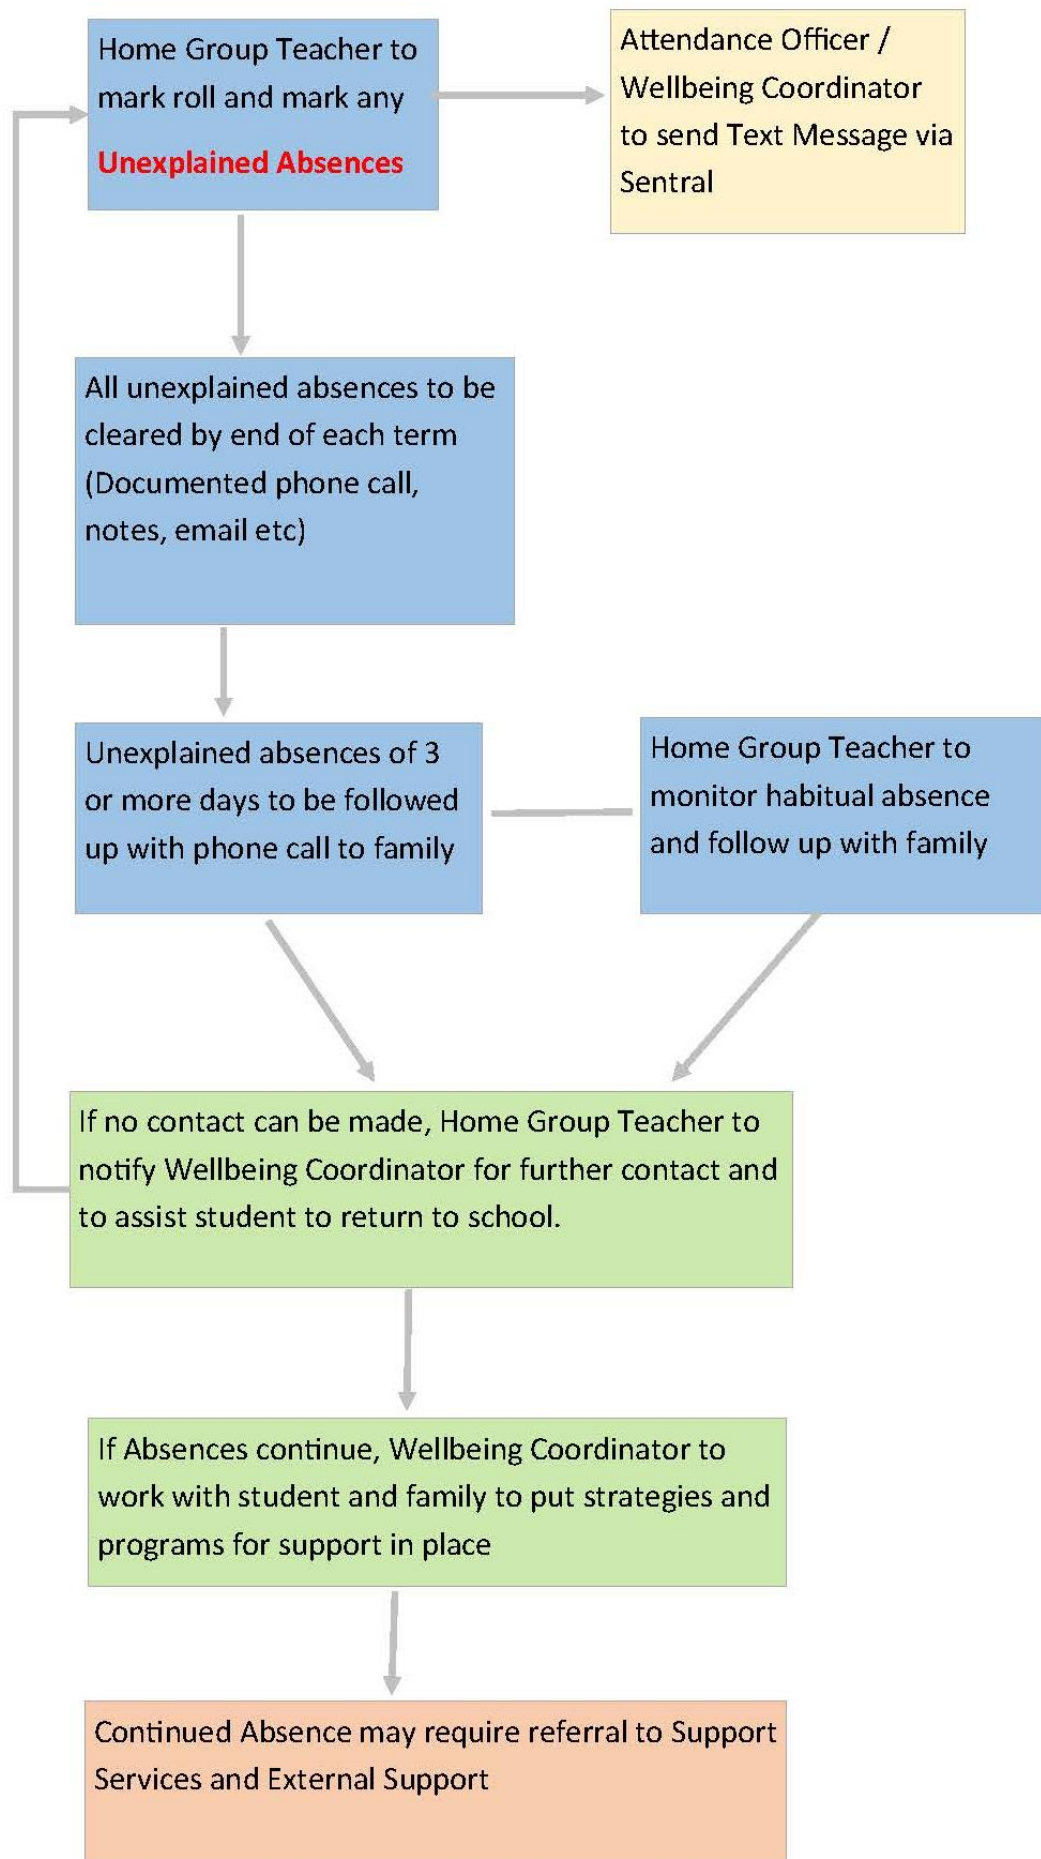 Home Group Teacher to
mark roll and mark any
Unexplained Absences
Attendance Officer /
Wellbeing Coordinator
to send Text Message via
Sentral
All unexplained absences to be
cleared by end of each term
(Documented phone call,
notes, email etc)
Unexplained absences of 3
or more days to be followed
up with phone call to family
Home Group Teacher to
monitor habitual absence
and follow up with family
If no contact can be made, Home Group Teacher to
notify Wellbeing Coordinator for further contact and
to assist student to return to school.
If Absences continue, Wellbeing Coordinator to
work with student and family to put strategies and
programs for support in place
Continued Absence may require referral to Support
Services and External Support